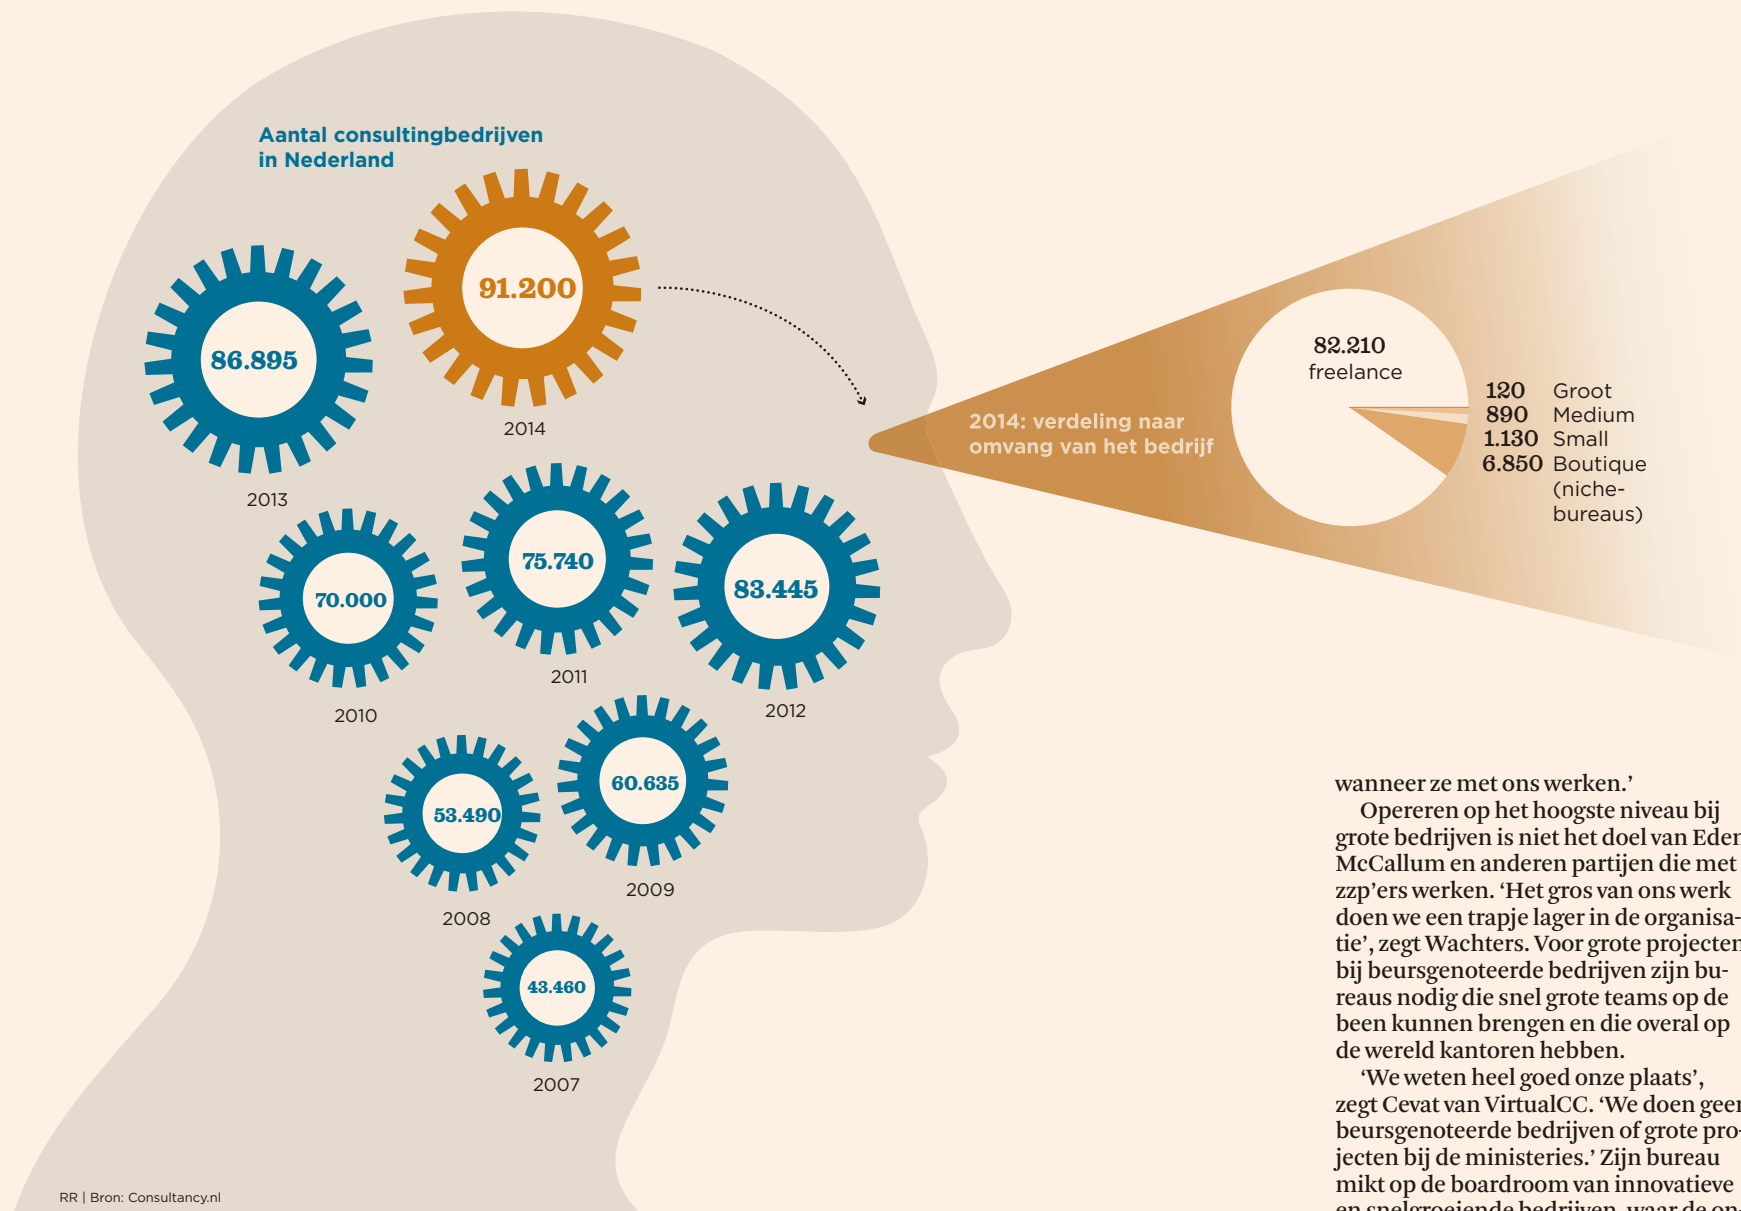 Aantal consultingbedrijven
in Nederland
91.200
2014
86.895
2013
75.740
2011
83.445
2012
70.000
2010
60.635
2009
53.490
2008
43.460
2007
2014: verdeling naar
omvang van het bedrijf
82.210
freelance
120 Groot
890 Medium
1.130 Small
6.850 Boutique
(niche-
bureaus)
wanneer ze met ons werken.’
Opereren op het hoogste niveau bij
grote bedrijven is niet het doel van Eden
McCallum en anderen partijen die met
zzp’ers werken. ‘Het gros van ons werk
doen we een trapje lager in de organisa-
tie’, zegt Wachters. Voor grote projecten
bij beursgenoteerde bedrijven zijn bu-
reaus nodig die snel grote teams op de
been kunnen brengen en die overal op
de wereld kantoren hebben.
‘We weten heel goed onze plaats’,
zegt Cevat van VirtualCC. ‘We doen geen
beursgenoteerde bedrijven of grote pro-
jecten bij de ministeries.’ Zijn bureau
mikt op de boardroom van innovatieve
en snelgroeiende bedrijven, waar de on-
RR | Bron: Consultancy.nl